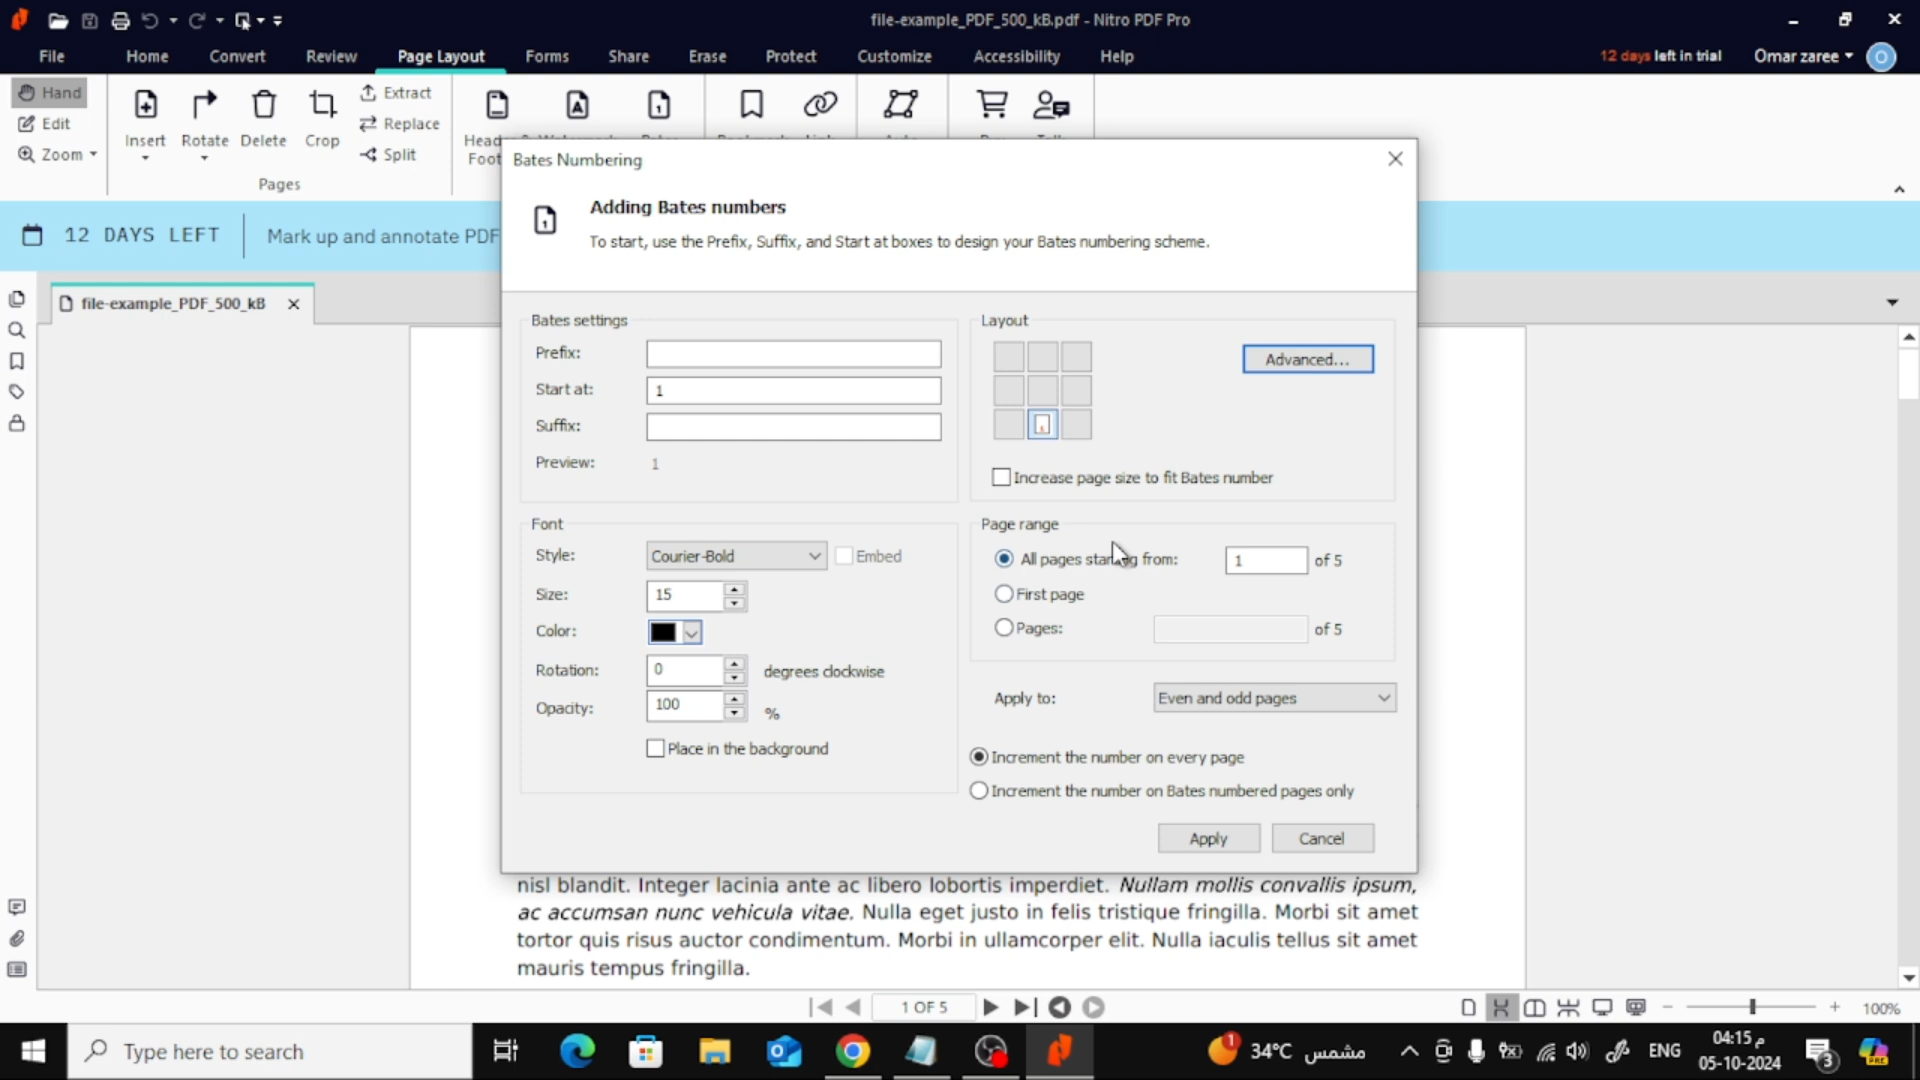 file-example_PDF_500_kB.pdf - Nitro PDF Pro
File Home Convert Review Page Layout Forms Share Erase Protect Customize Accessibility Help 12 days left in trial Omar zaree O
Hand
Edit
Zoom
Insert Rotate Delete Crop
Extract
Replace
Split
Pages
12 DAYS LEFT Mark up and annotate PDF
file-example_PDF_500_kB
Bates Numbering
Adding Bates numbers
To start, use the Prefix, Suffix, and Start at boxes to design your Bates numbering scheme.
Bates settings
Prefix:
Start at: 1
Suffix:
Preview: 1
Layout
Advanced...
Increase page size to fit Bates number
Font
Style: Courier-Bold Embed
Size: 15
Color:
Rotation: 0 degrees clockwise
Opacity: 100 %
Place in the background
Page range
All pages starting from: 1 of 5
First page
Pages: of 5
Apply to: Even and odd pages
Increment the number on every page
Increment the number on Bates numbered pages only
Apply Cancel
nisl blandit. Integer lacinia ante ac libero lobortis imperdiet. Nullam mollis convallis ipsum,
ac accumsan nunc vehicula vitae. Nulla eget justo in felis tristique fringilla. Morbi sit amet
tortor quis risus auctor condimentum. Morbi in ullamcorper elit. Nulla iaculis tellus sit amet
mauris tempus fringilla.
1 OF 5
100%
Type here to search
1 34°C مشمس
ENG
04:15 م
05-10-2024
3
PRE